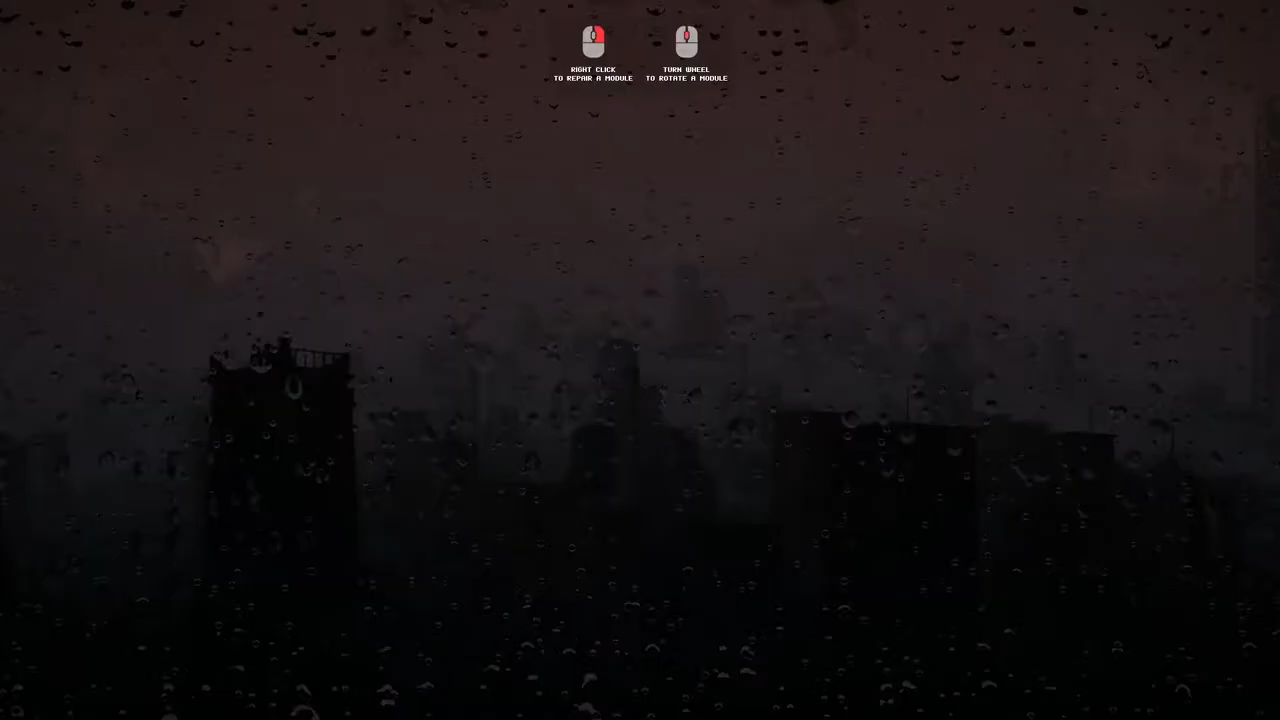 RIGHT CLICK
TO REPAIR A MODULE
TURN WHEEL
TO ROTATE A MODULE